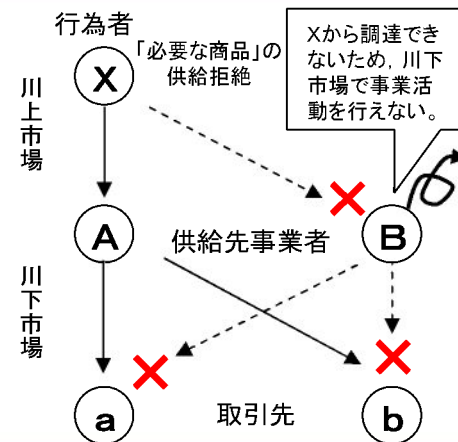 行為者
X
「必要な商品」の
供給拒絶
Xから調達でき
ないため，川下
市場で事業活
動を行えない。
川上市場
A
供給先事業者
B
川下市場
a
取引先
b